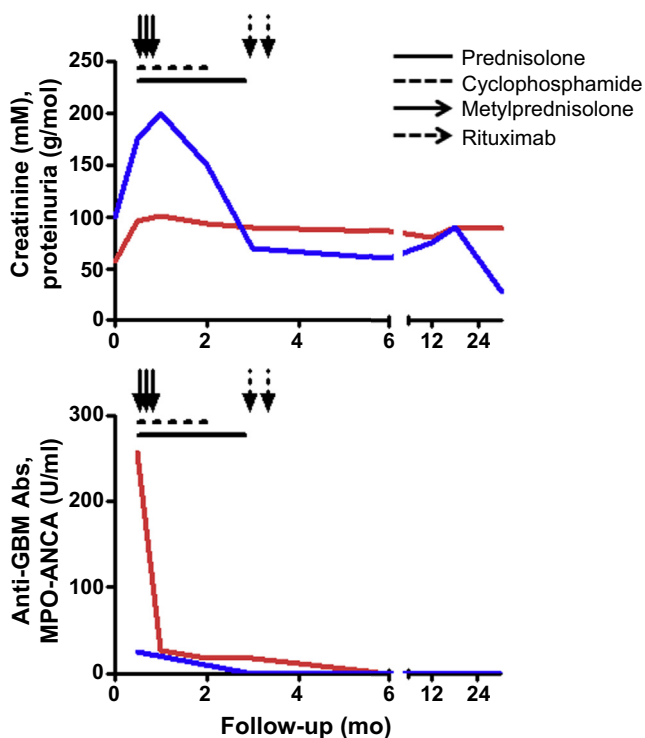 Prednisolone
Cyclophosphamide
Metylprednisolone
Rituximab
Creatinine (mM),
proteinuria (g/mol)
250
200
150
100
50
0
0 2 4 6 12 24
Anti-GBM Abs,
MPO-ANCA (U/ml)
300
200
100
0
0 2 4 6 12 24
Follow-up (mo)